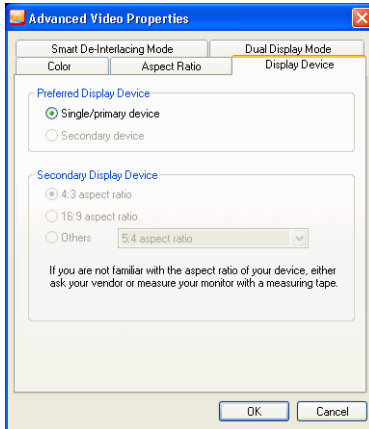 Advanced Video Properties
Smart De-Interlacing Mode Dual Display Mode
Color Aspect Ratio Display Device
Preferred Display Device
Single/primary device
Secondary device
Secondary Display Device
4:3 aspect ratio
16:9 aspect ratio
Others 5:4 aspect ratio
If you are not familiar with the aspect ratio of your device, either
ask your vendor or measure your monitor with a measuring tape.
OK Cancel